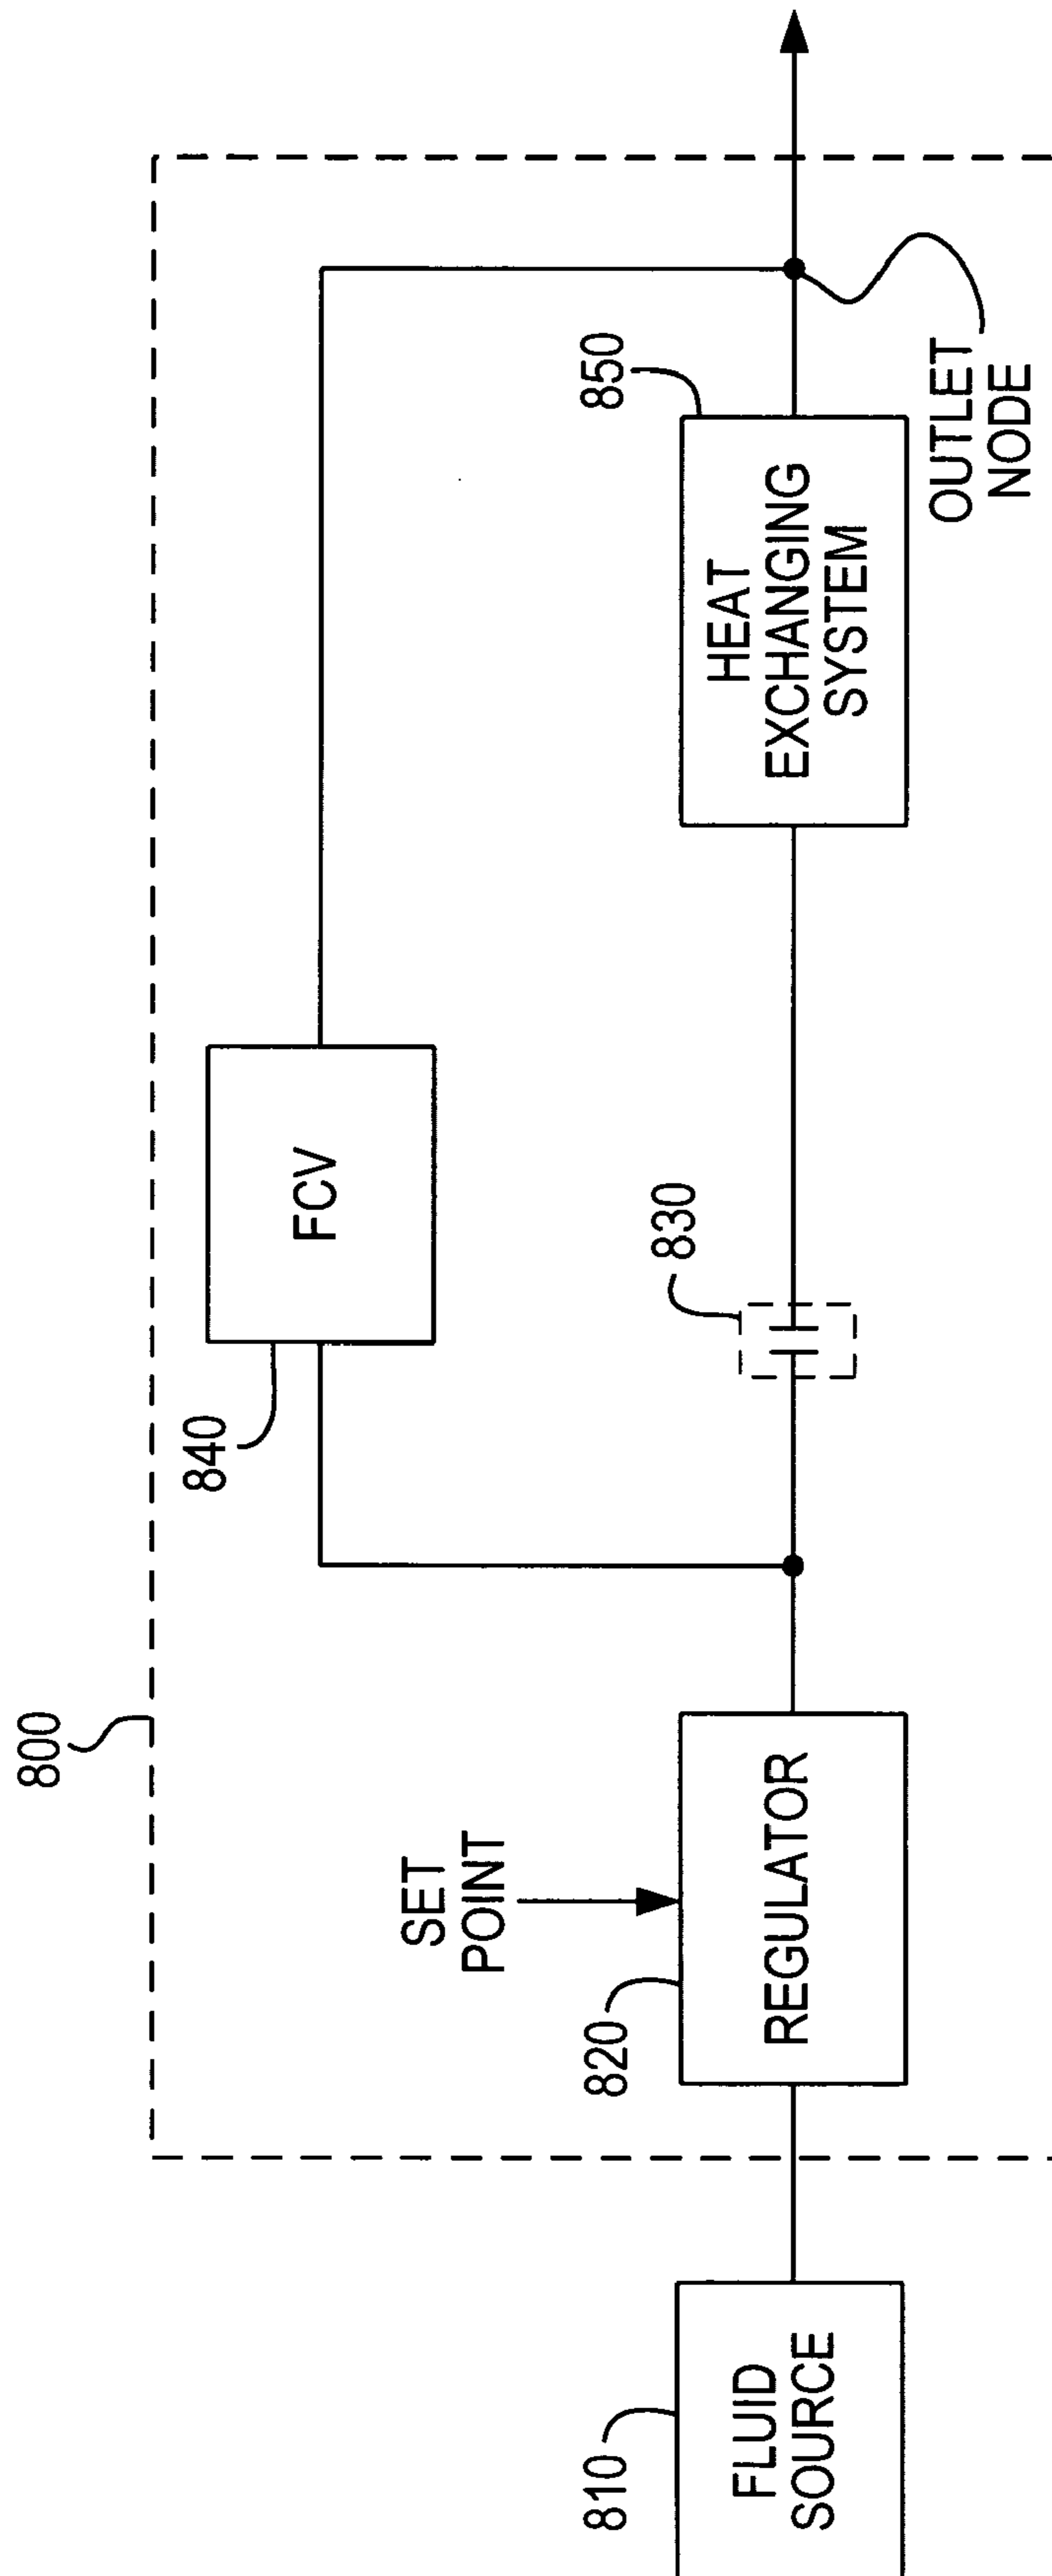 800
810
FLUID
SOURCE
SET
POINT
820
REGULATOR
840
FCV
830
850
HEAT
EXCHANGING
SYSTEM
OUTLET
NODE